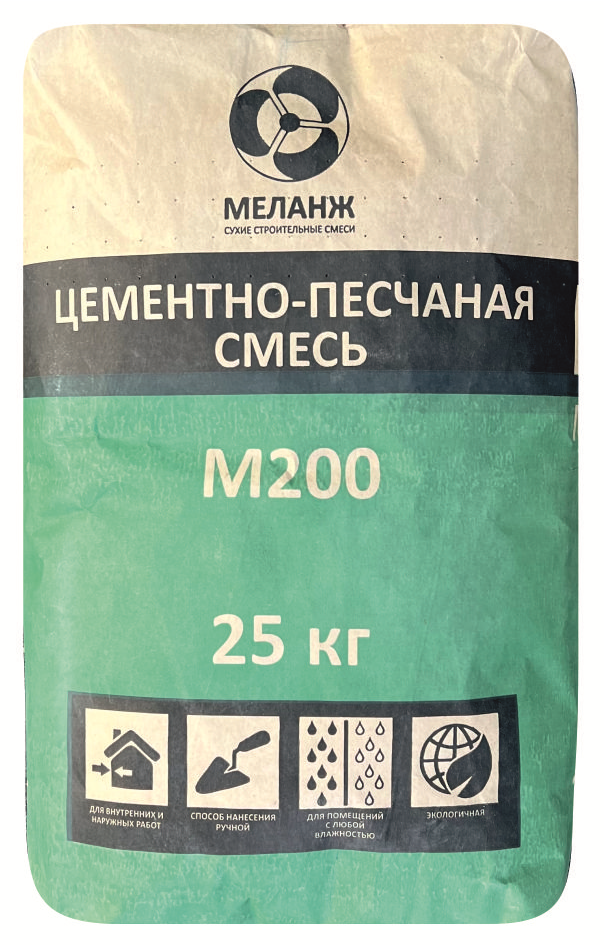 МЕЛАНЖ
СУХИЕ СТРОИТЕЛЬНЫЕ СМЕСИ
ЦЕМЕНТНО-ПЕСЧАНАЯ
СМЕСЬ
М200
25 кг
ДЛЯ ВНУТРЕННИХ И
НАРУЖНЫХ РАБОТ
СПОСОБ НАНЕСЕНИЯ
РУЧНОЙ
ДЛЯ ПОМЕЩЕНИЙ
С ЛЮБОЙ
ВЛАЖНОСТЬЮ
ЭКОЛОГИЧНАЯ